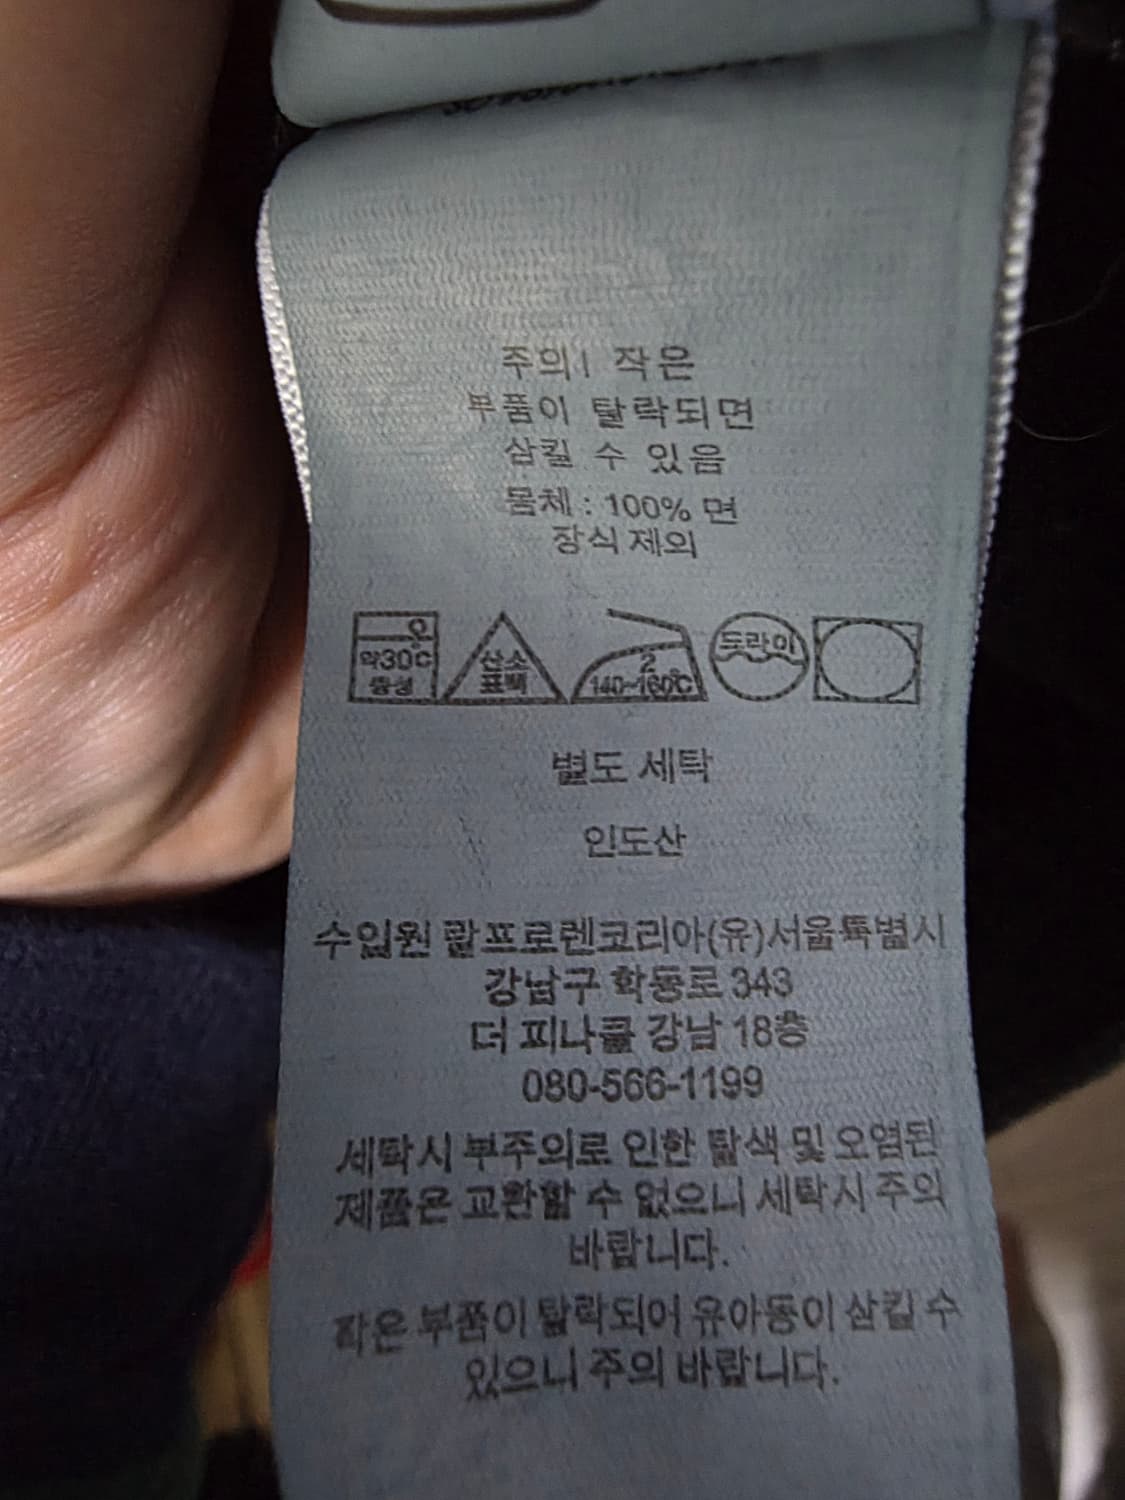 주의! 작은
부품이 탈락되면
삼킬 수 있음
몸체 : 100% 면
장식 제외
약30℃
중성
산소
표백
2
140~160℃
드라이
별도 세탁
인도산
수입원 랄프로렌코리아(유)서울특별시
강남구 학동로 343
더 피나클 강남 18층
080-566-1199
세탁시 부주의로 인한 탈색 및 오염된
제품은 교환할 수 없으니 세탁시 주의
바랍니다.
작은 부품이 탈락되어 유아동이 삼킬 수
있으니 주의 바랍니다.